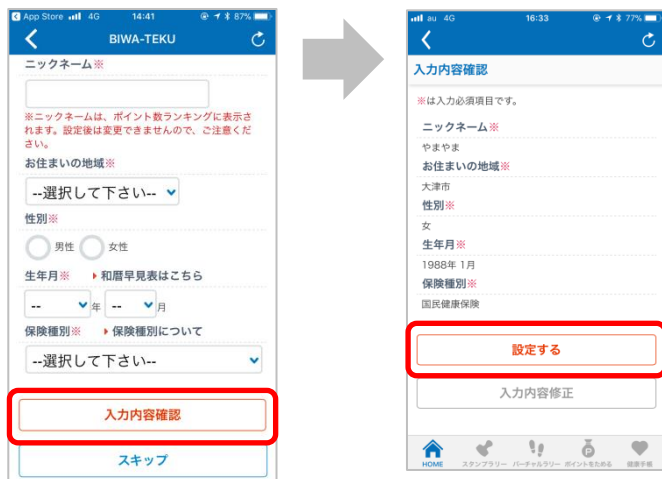 App Store 4G 14:41 87%
BIWA-TEKU
ニックネーム※
※ニックネームは、ポイント数ランキングに表示さ
れます。設定後は変更できませんので、ご注意くだ
さい。
お住まいの地域※
--選択して下さい--
性別※
男性 女性
生年月※ 和暦早見表はこちら
-- 年 -- 月
保険種別※ 保険種別について
--選択して下さい--
入力内容確認
スキップ
au 4G 16:33 77%
入力内容確認
※は入力必須項目です。
ニックネーム※
やまやま
お住まいの地域※
大津市
性別※
女
生年月※
1988年 1月
保険種別※
国民健康保険
設定する
入力内容修正
HOME スタンプラリー バーチャルラリー ポイントをためる 健康手帳